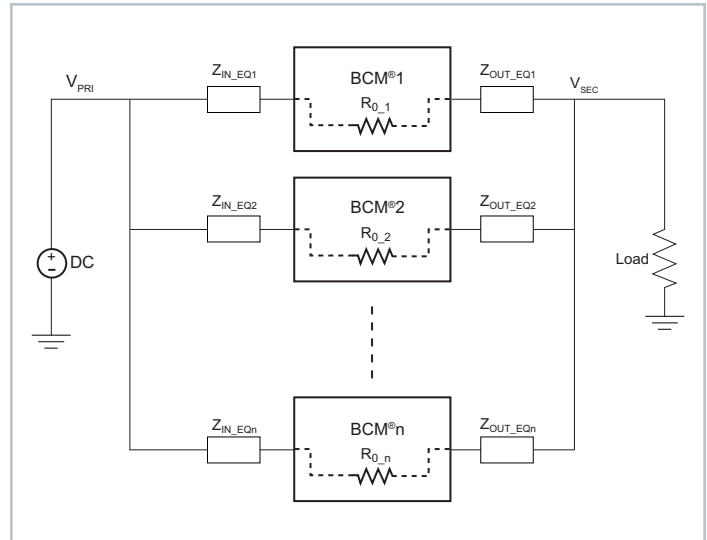 Z_IN_EQ1 BCM®1 Z_OUT_EQ1
V_PRI R_0_1 V_SEC
Z_IN_EQ2 BCM®2 Z_OUT_EQ2
R_0_2
+
- DC Load
Z_IN_EQn BCM®n Z_OUT_EQn
R_0_n